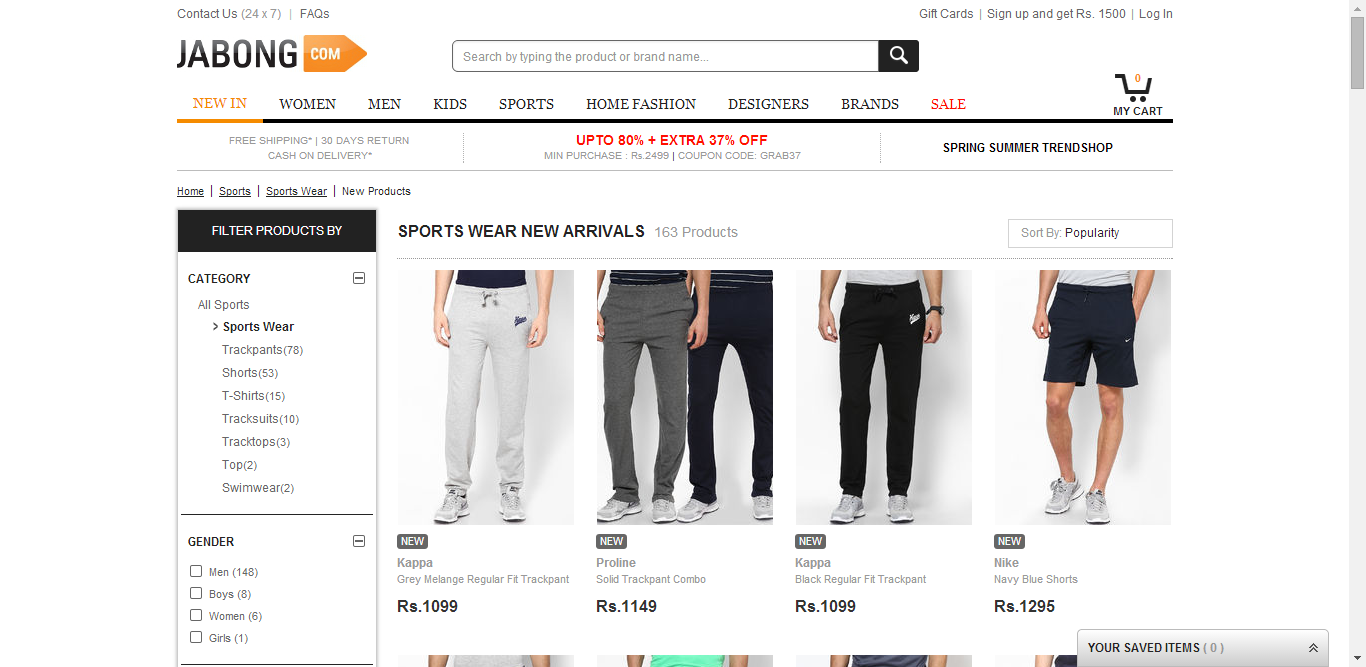 Contact Us (24 x 7) | FAQs
Gift Cards | Sign up and get Rs. 1500 | Log In
JABONG COM
Search by typing the product or brand name...
0
MY CART
NEW IN WOMEN MEN KIDS SPORTS HOME FASHION DESIGNERS BRANDS SALE
FREE SHIPPING* | 30 DAYS RETURN
CASH ON DELIVERY*
UPTO 80% + EXTRA 37% OFF
MIN PURCHASE : Rs.2499 | COUPON CODE: GRAB37
SPRING SUMMER TRENDSHOP
Home | Sports | Sports Wear | New Products
FILTER PRODUCTS BY
CATEGORY
All Sports
> Sports Wear
Trackpants(78)
Shorts(53)
T-Shirts(15)
Tracksuits(10)
Tracktops(3)
Top(2)
Swimwear(2)
GENDER
Men (148)
Boys (8)
Women (6)
Girls (1)
SPORTS WEAR NEW ARRIVALS 163 Products
Sort By: Popularity
NEW
Kappa
Grey Melange Regular Fit Trackpant
Rs.1099
NEW
Proline
Solid Trackpant Combo
Rs.1149
NEW
Kappa
Black Regular Fit Trackpant
Rs.1099
NEW
Nike
Navy Blue Shorts
Rs.1295
YOUR SAVED ITEMS ( 0 )